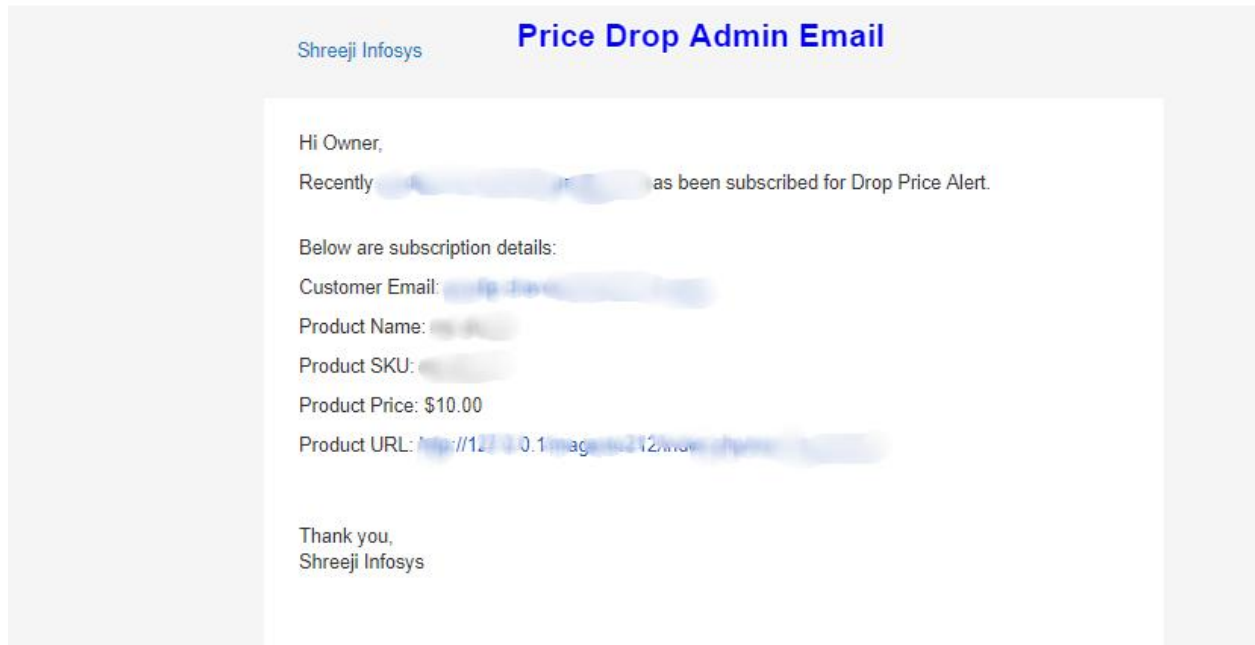 Price Drop Admin Email
Shreeji Infosys
Hi Owner,
Recently as been subscribed for Drop Price Alert.
Below are subscription details:
Customer Email:
Product Name:
Product SKU:
Product Price: $10.00
Product URL:
Thank you,
Shreeji Infosys